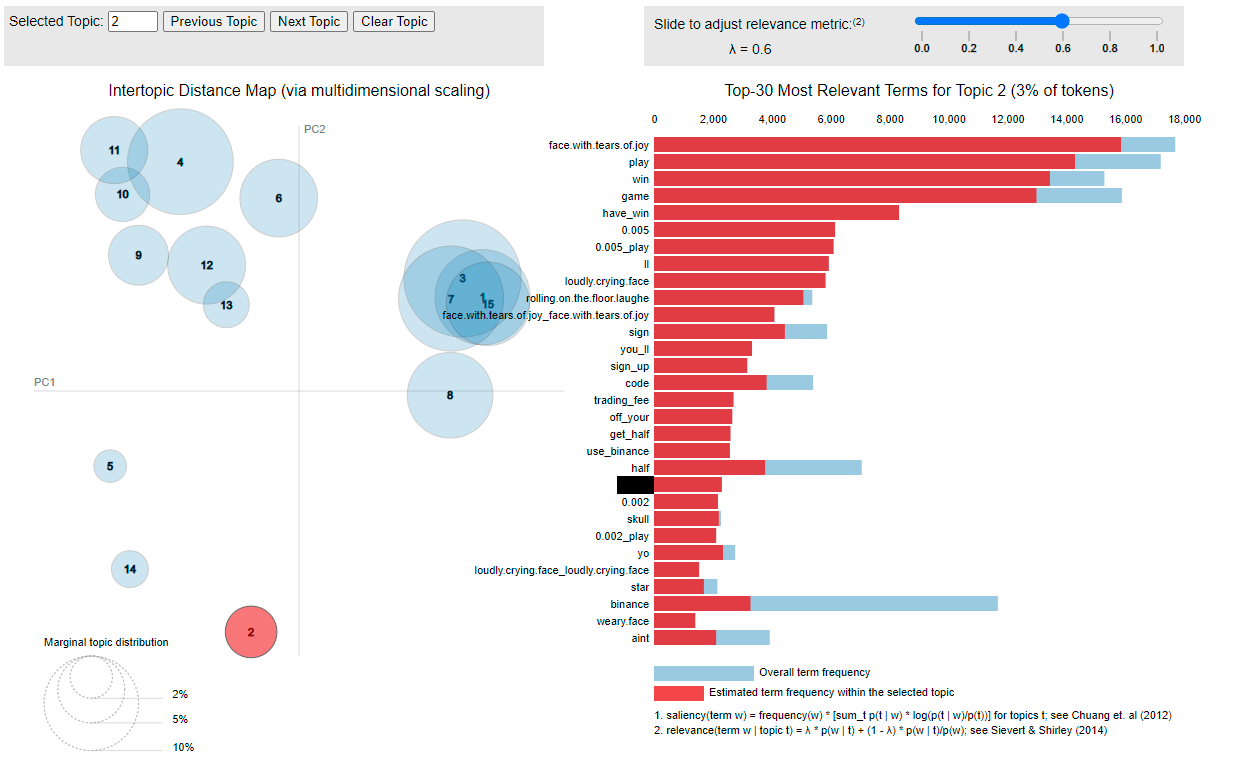 Selected Topic: 2 Previous Topic Next Topic Clear Topic
Slide to adjust relevance metric:(2)
λ = 0.6
0.0 0.2 0.4 0.6 0.8 1.0
Intertopic Distance Map (via multidimensional scaling)
PC2
PC1
11
4
10
6
9
12
13
3
7
1
15
8
5
14
2
Marginal topic distribution
2%
5%
10%
Top-30 Most Relevant Terms for Topic 2 (3% of tokens)
0 2,000 4,000 6,000 8,000 10,000 12,000 14,000 16,000 18,000
face.with.tears.of.joy
play
win
game
have_win
0.005
0.005_play
ll
loudly.crying.face
rolling.on.the.floor.laughe
face.with.tears.of.joy_face.with.tears.of.joy
sign
you_ll
sign_up
code
trading_fee
off_your
get_half
use_binance
half
0.002
skull
0.002_play
yo
loudly.crying.face_loudly.crying.face
star
binance
weary.face
aint
Overall term frequency
Estimated term frequency within the selected topic
1. saliency(term w) = frequency(w) * [sum_t p(t | w) * log(p(t | w)/p(t))] for topics t; see Chuang et. al (2012)
2. relevance(term w | topic t) = λ * p(w | t) + (1 - λ) * p(w | t)/p(w); see Sievert & Shirley (2014)